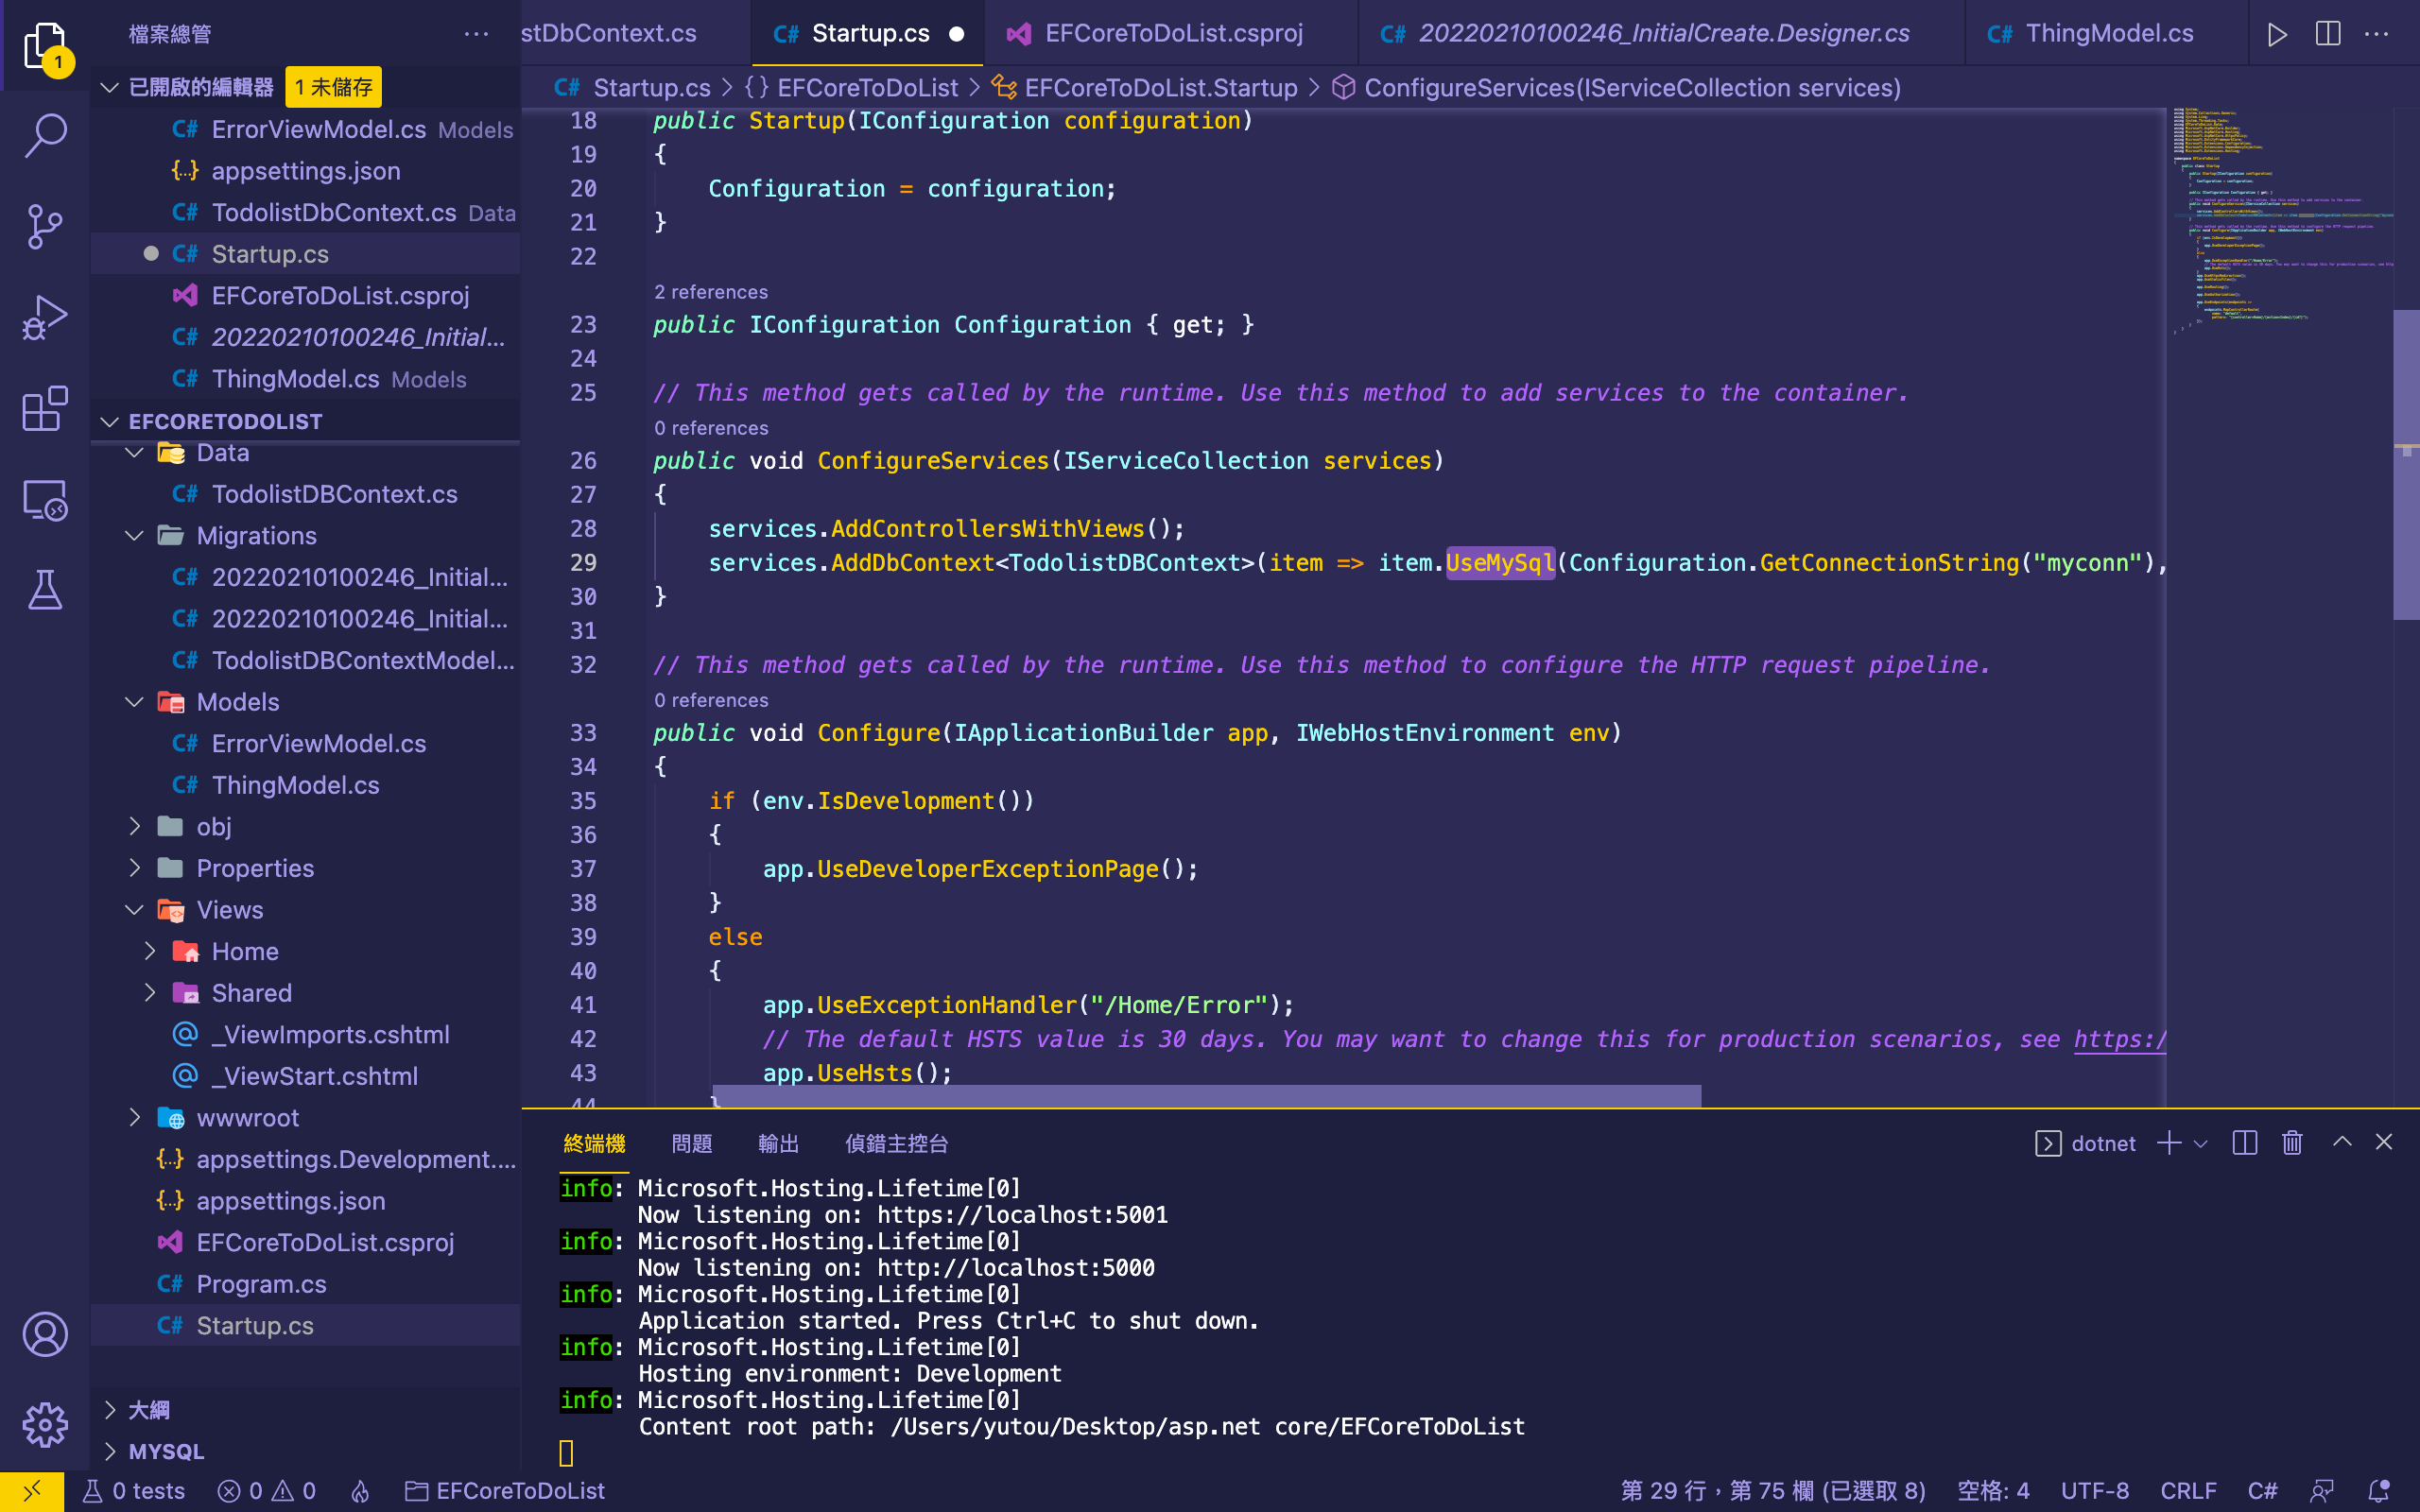 檔案總管
1
已開啟的編輯器 1 未儲存
ErrorViewModel.cs Models
appsettings.json
TodolistDbContext.cs Data
Startup.cs
EFCoreToDoList.csproj
20220210100246_Initial...
ThingModel.cs Models
EFCORETODOLIST
Data
TodolistDBContext.cs
Migrations
20220210100246_Initial...
20220210100246_Initial...
TodolistDBContextModel...
Models
ErrorViewModel.cs
ThingModel.cs
obj
Properties
Views
Home
Shared
_ViewImports.cshtml
_ViewStart.cshtml
wwwroot
appsettings.Development....
appsettings.json
EFCoreToDoList.csproj
Program.cs
Startup.cs
大綱
MYSQL
stDbContext.cs
Startup.cs
EFCoreToDoList.csproj
20220210100246_InitialCreate.Designer.cs
ThingModel.cs
Startup.cs > {} EFCoreToDoList > EFCoreToDoList.Startup > ConfigureServices(IServiceCollection services)
18 public Startup(IConfiguration configuration)
19 {
20 Configuration = configuration;
21 }
22
2 references
23 public IConfiguration Configuration { get; }
24
25 // This method gets called by the runtime. Use this method to add services to the container.
0 references
26 public void ConfigureServices(IServiceCollection services)
27 {
28 services.AddControllersWithViews();
29 services.AddDbContext<TodolistDBContext>(item => item.UseMySql(Configuration.GetConnectionString("myconn"),
30 }
31
32 // This method gets called by the runtime. Use this method to configure the HTTP request pipeline.
0 references
33 public void Configure(IApplicationBuilder app, IWebHostEnvironment env)
34 {
35 if (env.IsDevelopment())
36 {
37 app.UseDeveloperExceptionPage();
38 }
39 else
40 {
41 app.UseExceptionHandler("/Home/Error");
42 // The default HSTS value is 30 days. You may want to change this for production scenarios, see https:/
43 app.UseHsts();
44 }
終端機 問題 輸出 偵錯主控台
dotnet
info: Microsoft.Hosting.Lifetime[0]
Now listening on: https://localhost:5001
info: Microsoft.Hosting.Lifetime[0]
Now listening on: http://localhost:5000
info: Microsoft.Hosting.Lifetime[0]
Application started. Press Ctrl+C to shut down.
info: Microsoft.Hosting.Lifetime[0]
Hosting environment: Development
info: Microsoft.Hosting.Lifetime[0]
Content root path: /Users/yutou/Desktop/asp.net core/EFCoreToDoList
0 tests 0 0 EFCoreToDoList 第 29 行，第 75 欄 (已選取 8) 空格: 4 UTF-8 CRLF C#